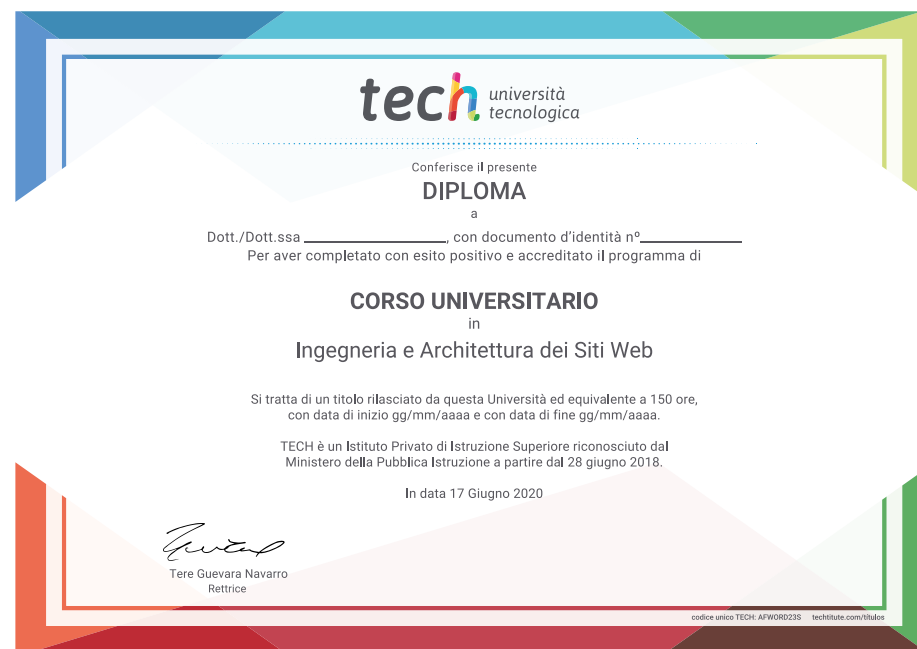 tech università
tecnologica
Conferisce il presente
DIPLOMA
a
Dott./Dott.ssa ____________________, con documento d'identità nº______________
Per aver completato con esito positivo e accreditato il programma di
CORSO UNIVERSITARIO
in
Ingegneria e Architettura dei Siti Web
Si tratta di un titolo rilasciato da questa Università ed equivalente a 150 ore,
con data di inizio gg/mm/aaaa e con data di fine gg/mm/aaaa.
TECH è un Istituto Privato di Istruzione Superiore riconosciuto dal
Ministero della Pubblica Istruzione a partire dal 28 giugno 2018.
In data 17 Giugno 2020
Tere Guevara Navarro
Rettrice
codice unico TECH: AFWORD23S techtitute.com/titulos